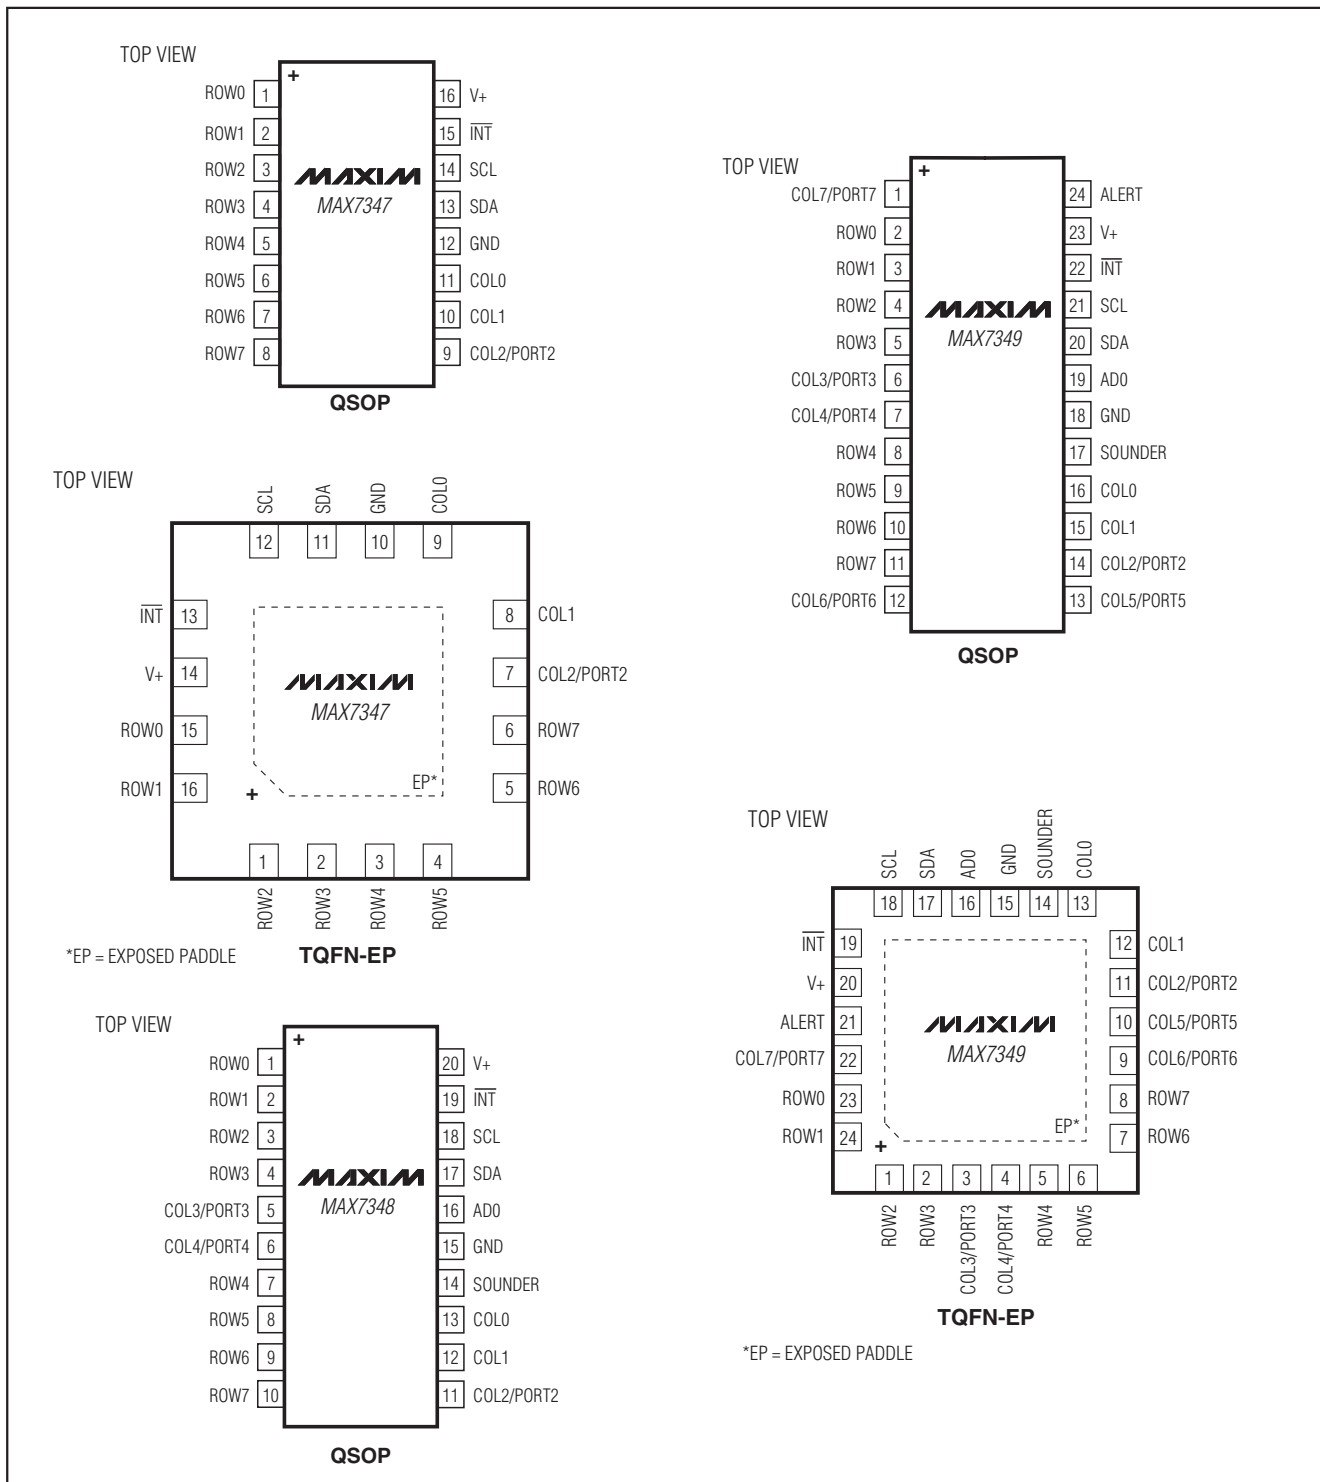 TOP VIEW
+
MAXIM
MAX7347
ROW0 1
ROW1 2
ROW2 3
ROW3 4
ROW4 5
ROW5 6
ROW6 7
ROW7 8
16 V+
15 INT
14 SCL
13 SDA
12 GND
11 COL0
10 COL1
9 COL2/PORT2
QSOP
TOP VIEW
+
MAXIM
MAX7349
COL7/PORT7 1
ROW0 2
ROW1 3
ROW2 4
ROW3 5
COL3/PORT3 6
COL4/PORT4 7
ROW4 8
ROW5 9
ROW6 10
ROW7 11
COL6/PORT6 12
24 ALERT
23 V+
22 INT
21 SCL
20 SDA
19 AD0
18 GND
17 SOUNDER
16 COL0
15 COL1
14 COL2/PORT2
13 COL5/PORT5
QSOP
TOP VIEW
SCL SDA GND COL0
12 11 10 9
INT 13
V+ 14
ROW0 15
ROW1 16
MAXIM
MAX7347
EP*
+
8 COL1
7 COL2/PORT2
6 ROW7
5 ROW6
1 2 3 4
ROW2 ROW3 ROW4 ROW5
*EP = EXPOSED PADDLE
TQFN-EP
TOP VIEW
SCL SDA AD0 GND SOUNDER COL0
18 17 16 15 14 13
INT 19
V+ 20
ALERT 21
COL7/PORT7 22
ROW0 23
ROW1 24
MAXIM
MAX7349
EP*
+
12 COL1
11 COL2/PORT2
10 COL5/PORT5
9 COL6/PORT6
8 ROW7
7 ROW6
1 2 3 4 5 6
ROW2 ROW3 COL3/PORT3 COL4/PORT4 ROW4 ROW5
TQFN-EP
*EP = EXPOSED PADDLE
TOP VIEW
+
MAXIM
MAX7348
ROW0 1
ROW1 2
ROW2 3
ROW3 4
COL3/PORT3 5
COL4/PORT4 6
ROW4 7
ROW5 8
ROW6 9
ROW7 10
20 V+
19 INT
18 SCL
17 SDA
16 AD0
15 GND
14 SOUNDER
13 COL0
12 COL1
11 COL2/PORT2
QSOP